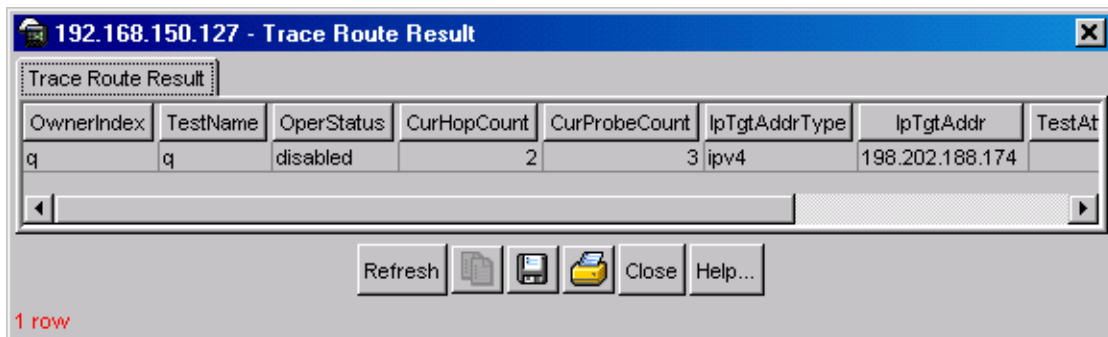 192.168.150.127 - Trace Route Result
Trace Route Result
OwnerIndex TestName OperStatus CurHopCount CurProbeCount IpTgtAddrType IpTgtAddr TestAt
q q disabled 2 3 ipv4 198.202.188.174
Refresh Close Help...
1 row